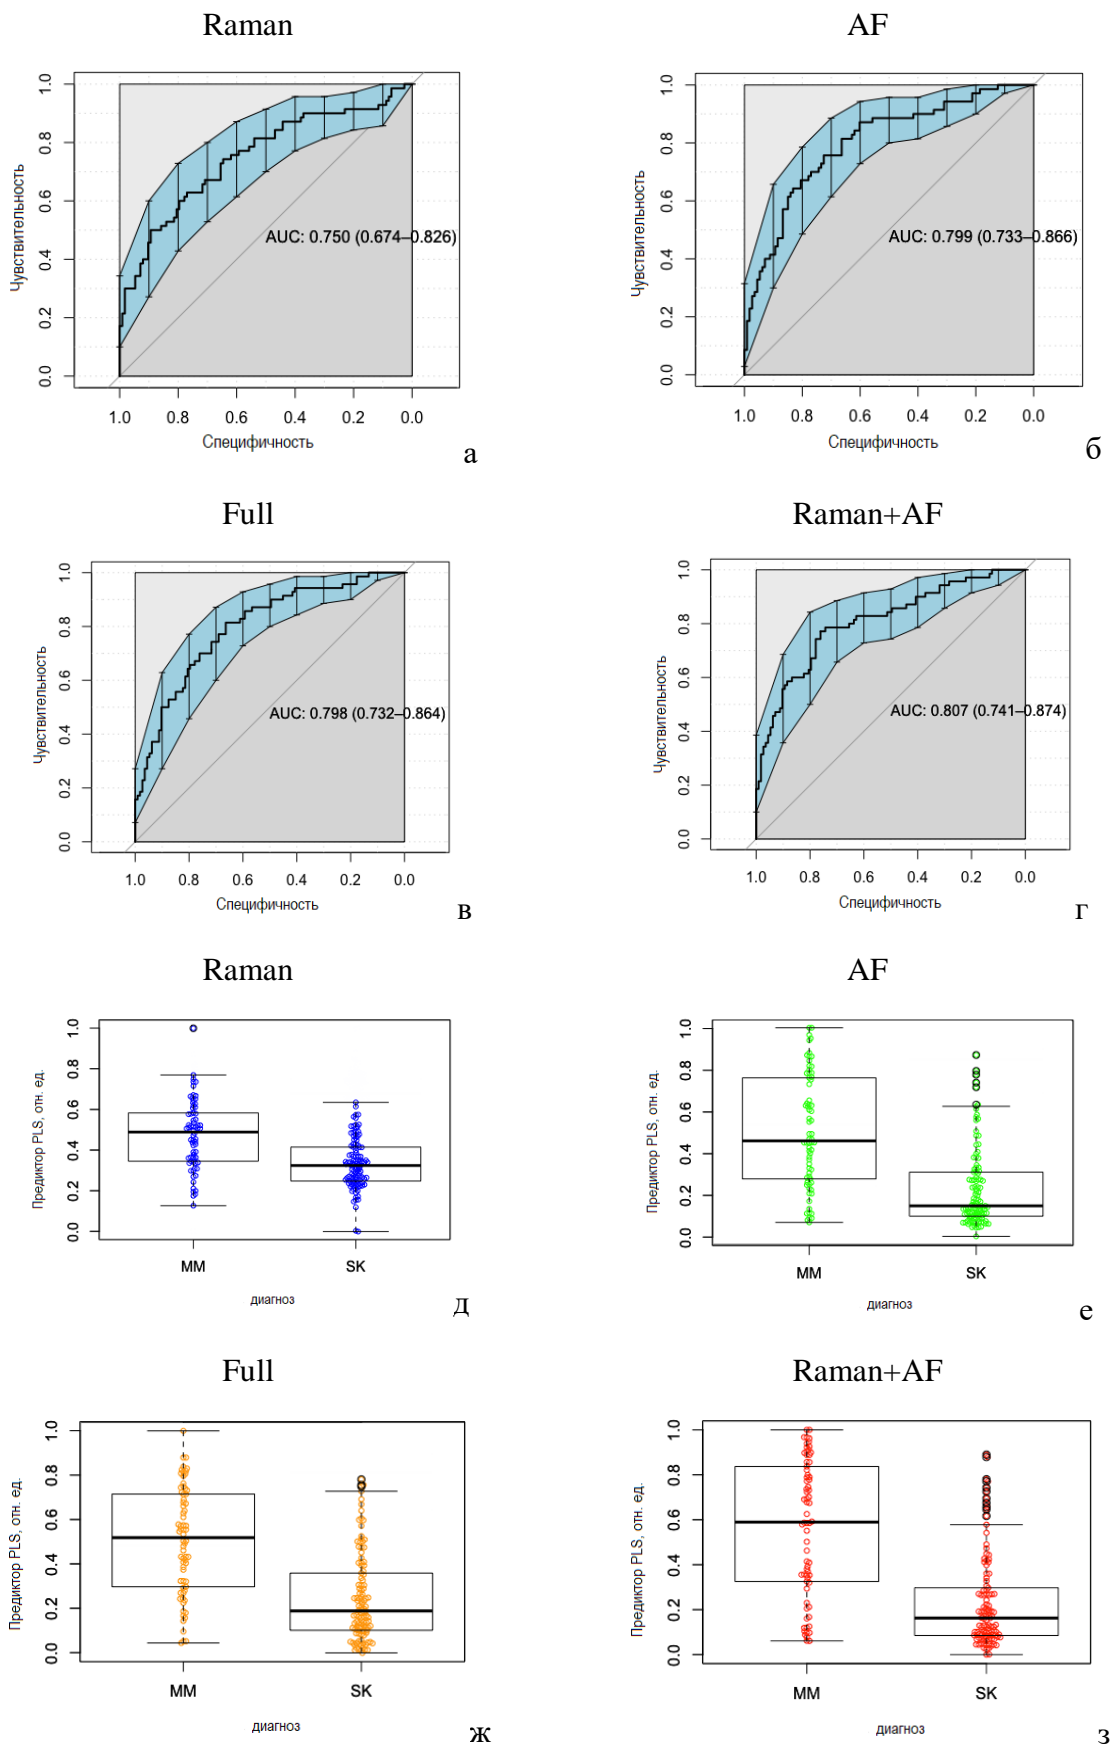 Raman
AF
1.0
0.8
0.6
0.4
0.2
0.0
Чувствительность
AUC: 0.750 (0.674–0.826)
1.0 0.8 0.6 0.4 0.2 0.0
Специфичность
а
1.0
0.8
0.6
0.4
0.2
0.0
Чувствительность
AUC: 0.799 (0.733–0.866)
1.0 0.8 0.6 0.4 0.2 0.0
Специфичность
б
Full
Raman+AF
1.0
0.8
0.6
0.4
0.2
0.0
Чувствительность
AUC: 0.798 (0.732–0.864)
1.0 0.8 0.6 0.4 0.2 0.0
Специфичность
в
1.0
0.8
0.6
0.4
0.2
0.0
Чувствительность
AUC: 0.807 (0.741–0.874)
1.0 0.8 0.6 0.4 0.2 0.0
Специфичность
г
Raman
AF
1.0
0.8
0.6
0.4
0.2
0.0
Предиктор PLS, отн. ед.
MM SK
диагноз
д
1.0
0.8
0.6
0.4
0.2
0.0
Предиктор PLS, отн. ед.
MM SK
диагноз
е
Full
Raman+AF
1.0
0.8
0.6
0.4
0.2
0.0
Предиктор PLS, отн. ед.
MM SK
диагноз
ж
1.0
0.8
0.6
0.4
0.2
0.0
Предиктор PLS, отн. ед.
MM SK
диагноз
з